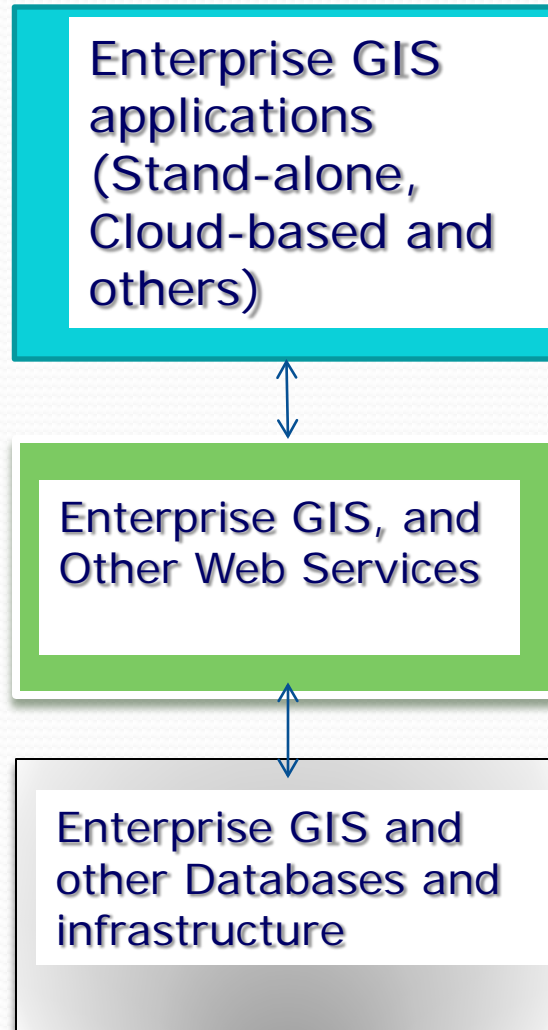 Enterprise GIS
applications
(Stand-alone,
Cloud-based and
others)
Enterprise GIS, and
Other Web Services
Enterprise GIS and
other Databases and
infrastructure